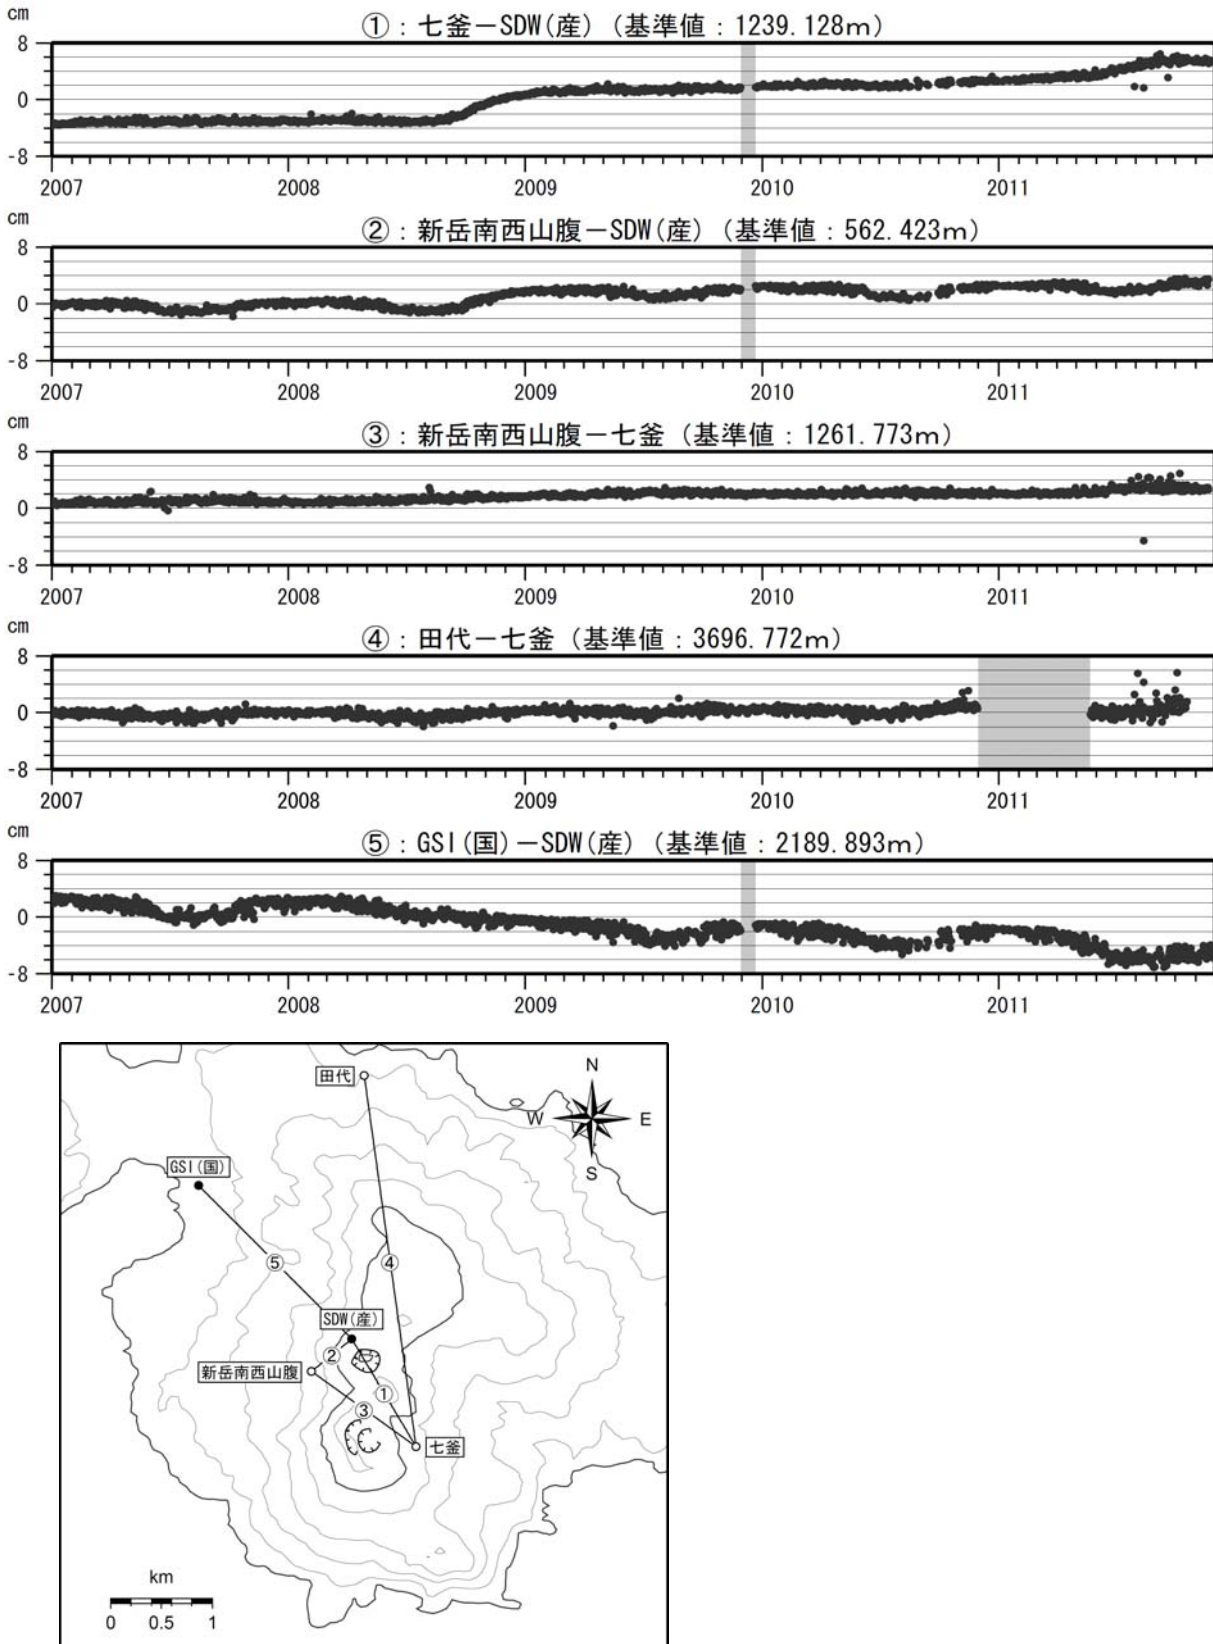 cm
①：七釜－SDW(産)（基準値：1239.128m）
8
0
-8
2007 2008 2009 2010 2011
cm
②：新岳南西山腹－SDW(産)（基準値：562.423m）
8
0
-8
2007 2008 2009 2010 2011
cm
③：新岳南西山腹－七釜（基準値：1261.773m）
8
0
-8
2007 2008 2009 2010 2011
cm
④：田代－七釜（基準値：3696.772m）
8
0
-8
2007 2008 2009 2010 2011
cm
⑤：GSI(国)－SDW(産)（基準値：2189.893m）
8
0
-8
2007 2008 2009 2010 2011
田代
N
W E
S
GSI(国)
⑤
④
SDW(産)
②
新岳南西山腹
①
③
七釜
km
0 0.5 1